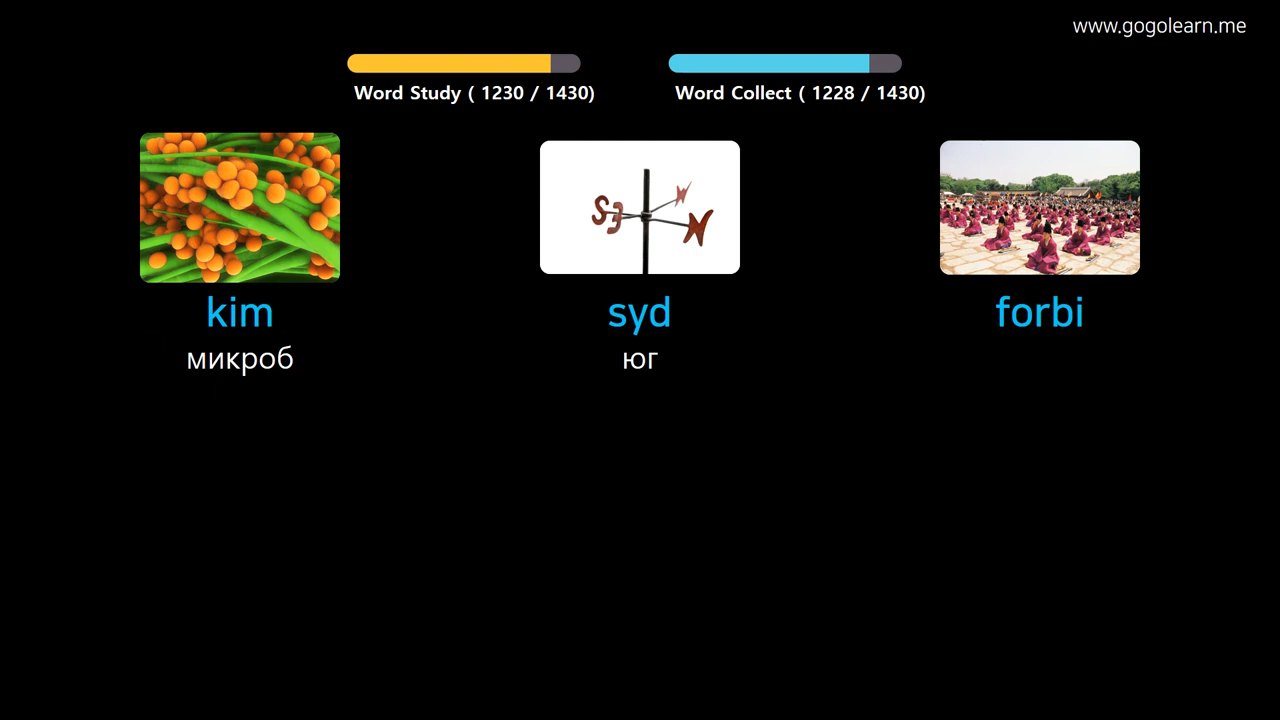 www.gogolearn.me
Word Study ( 1230 / 1430)
Word Collect ( 1228 / 1430)
S
N
kim
syd
forbi
микроб
юг